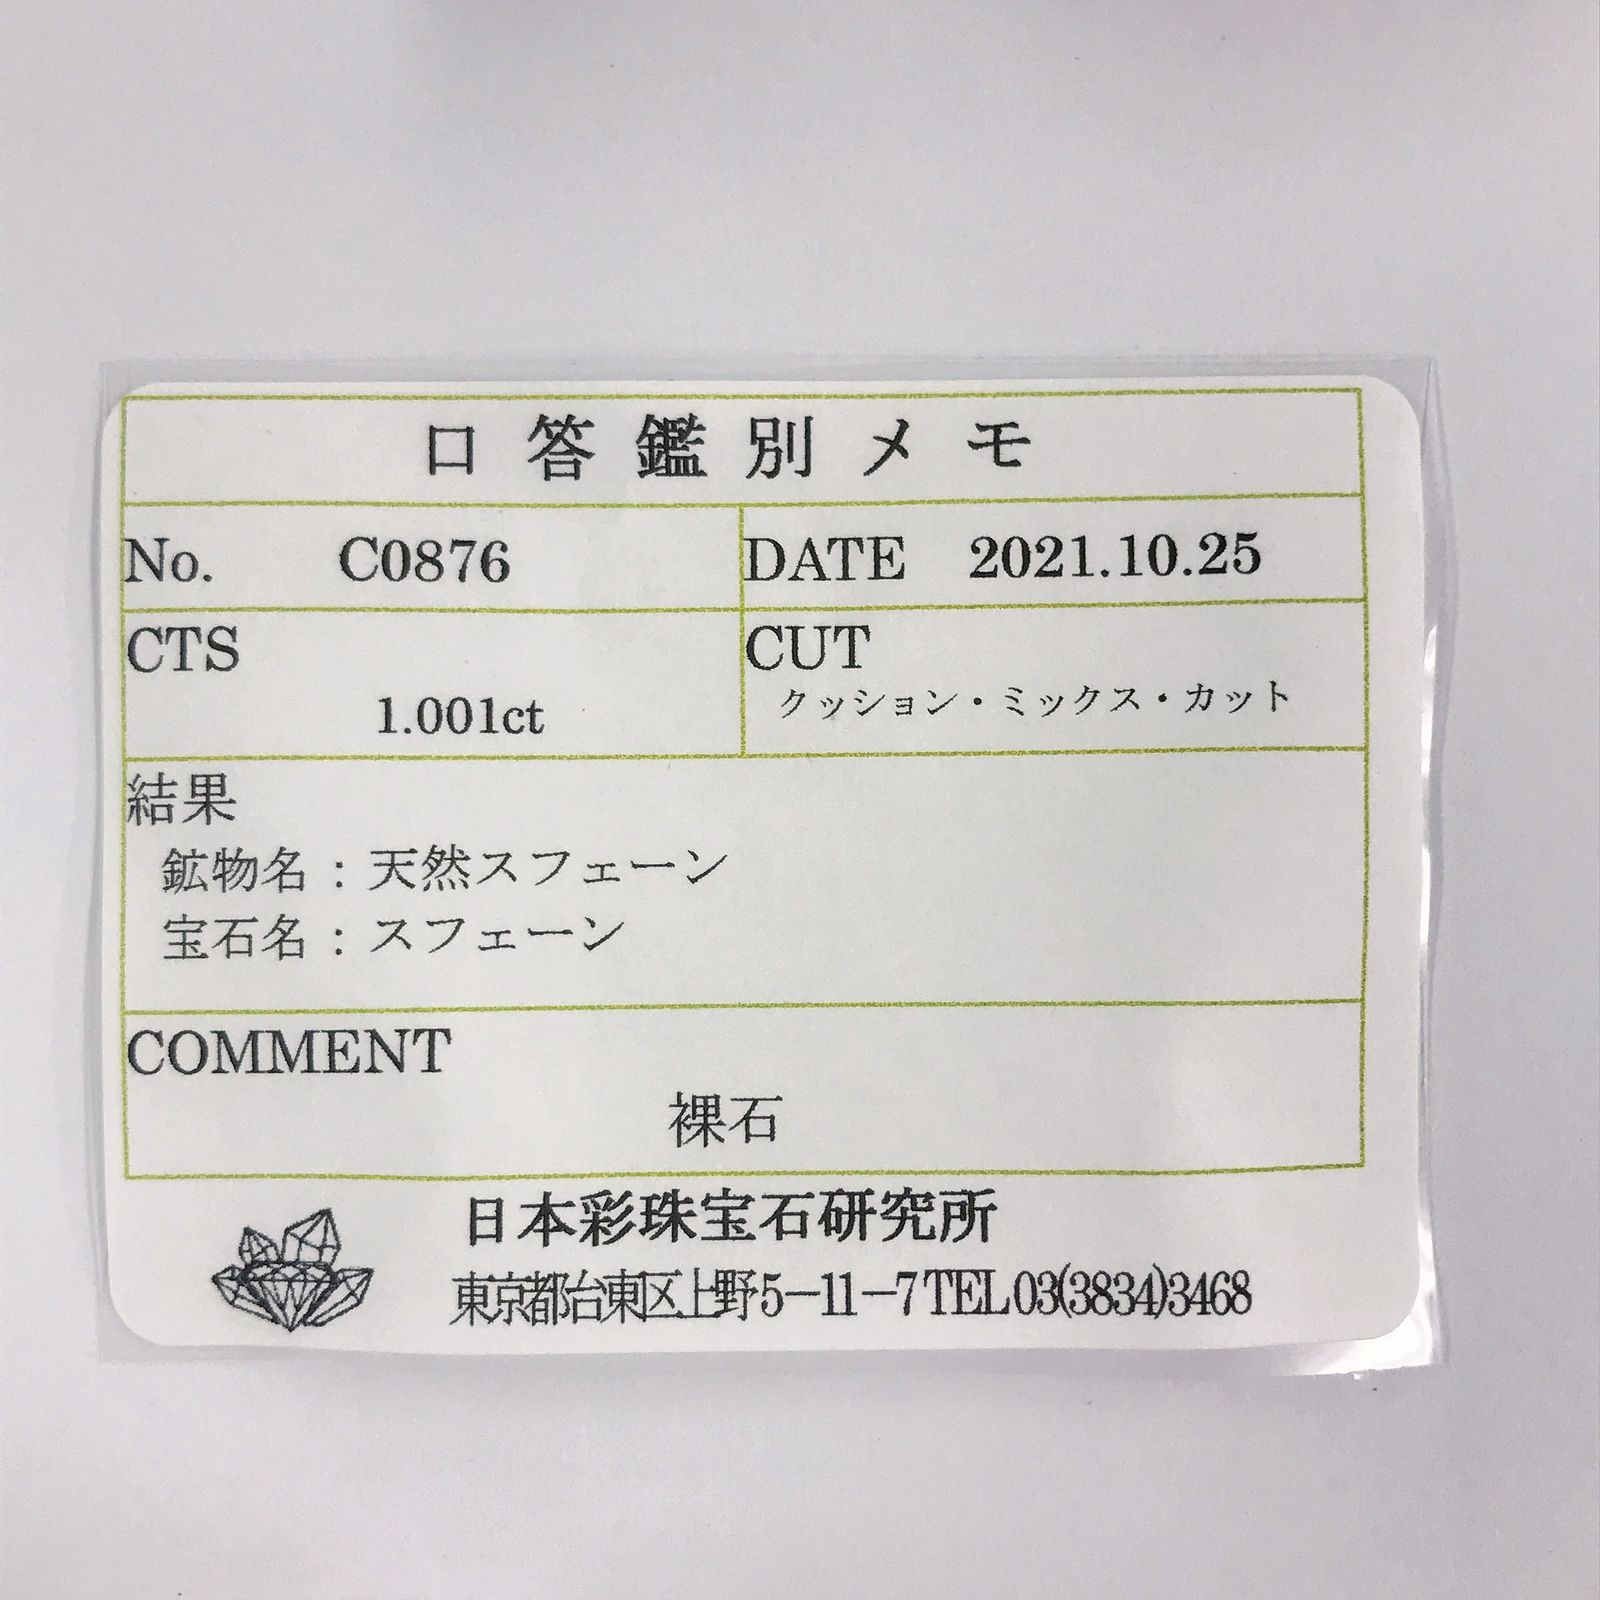 口答鑑別メモ
No. C0876 DATE 2021.10.25
CTS CUT
1.001ct クッション・ミックス・カット
結果
鉱物名：天然スフェーン
宝石名：スフェーン
COMMENT
裸石
日本彩珠宝石研究所
東京都台東区上野5－11－7 TEL 03(3834)3468